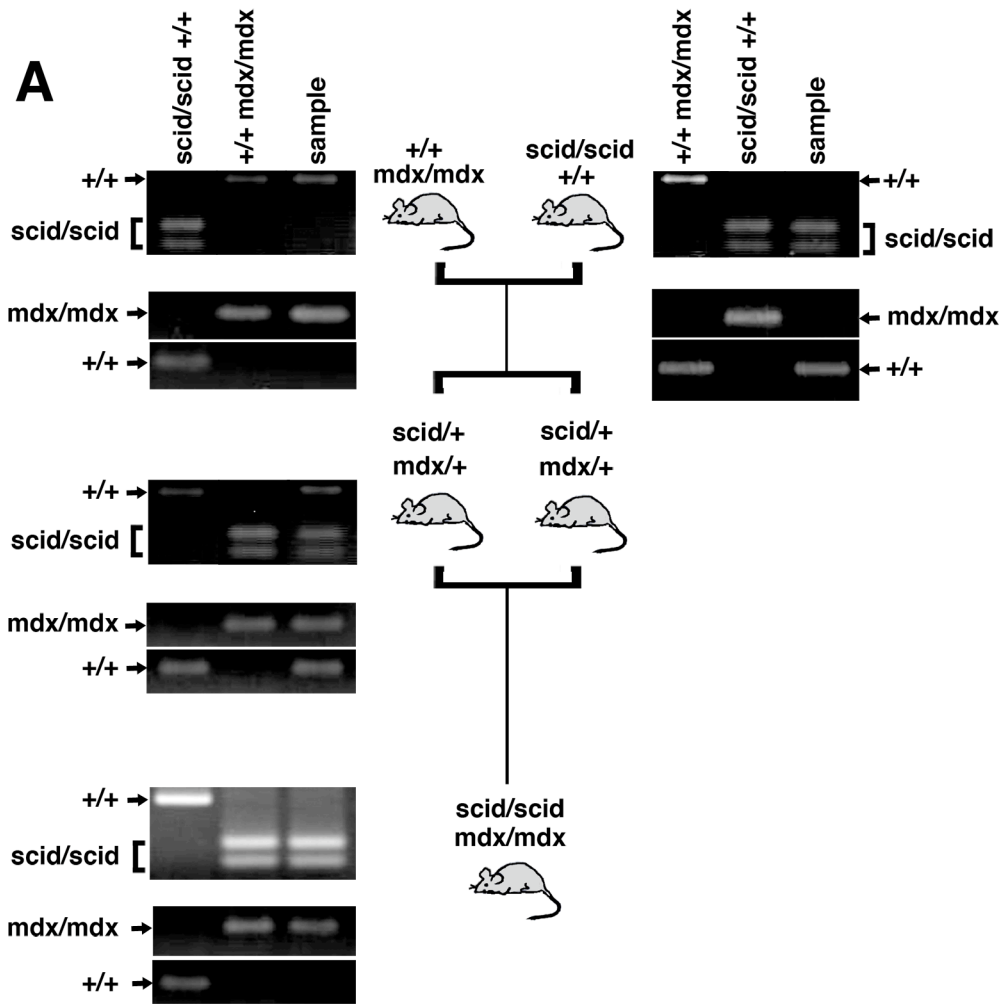 A
scid/scid +/+
+/+ mdx/mdx
sample
+/+
scid/scid
mdx/mdx
+/+
+/+
mdx/mdx
scid/scid
+/+
+/+ mdx/mdx
scid/scid +/+
sample
+/+
scid/scid
mdx/mdx
+/+
scid/+
mdx/+
scid/+
mdx/+
+/+
scid/scid
mdx/mdx
+/+
scid/scid
mdx/mdx
+/+
scid/scid
mdx/mdx
+/+